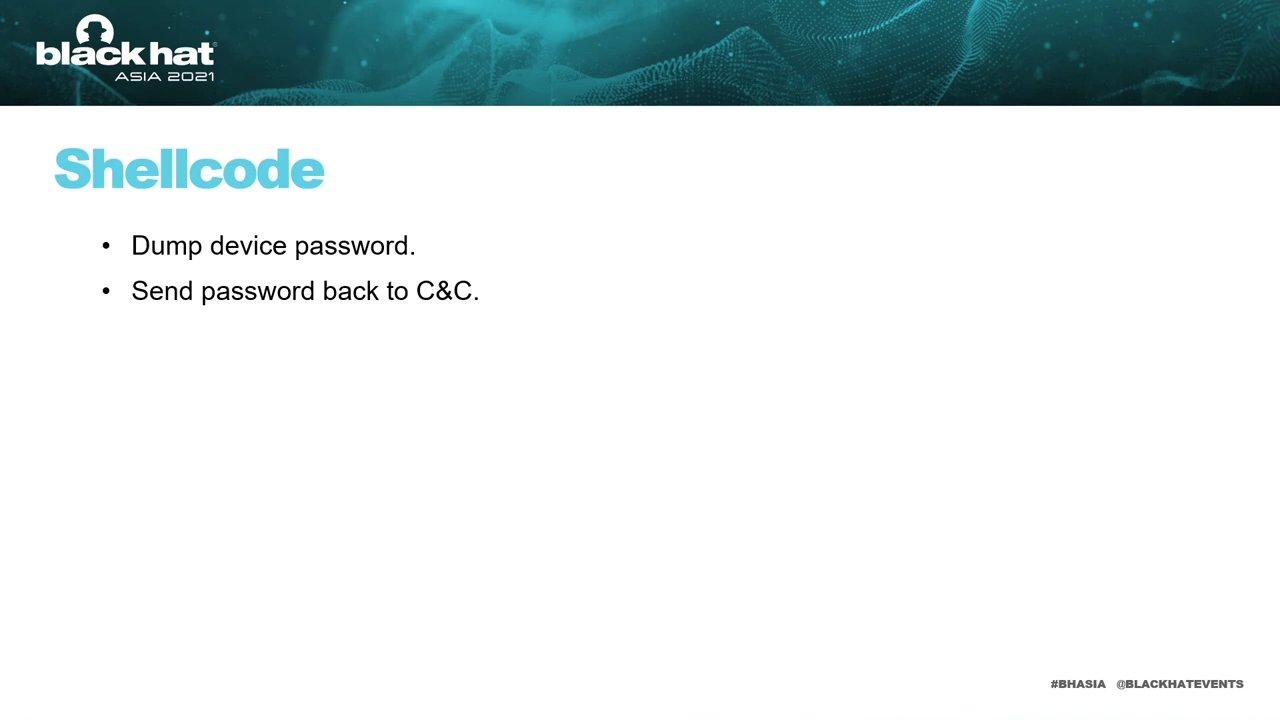 black hat
ASIA 2021
Shellcode
• Dump device password.
• Send password back to C&C.
#BHASIA @BLACKHATEVENTS